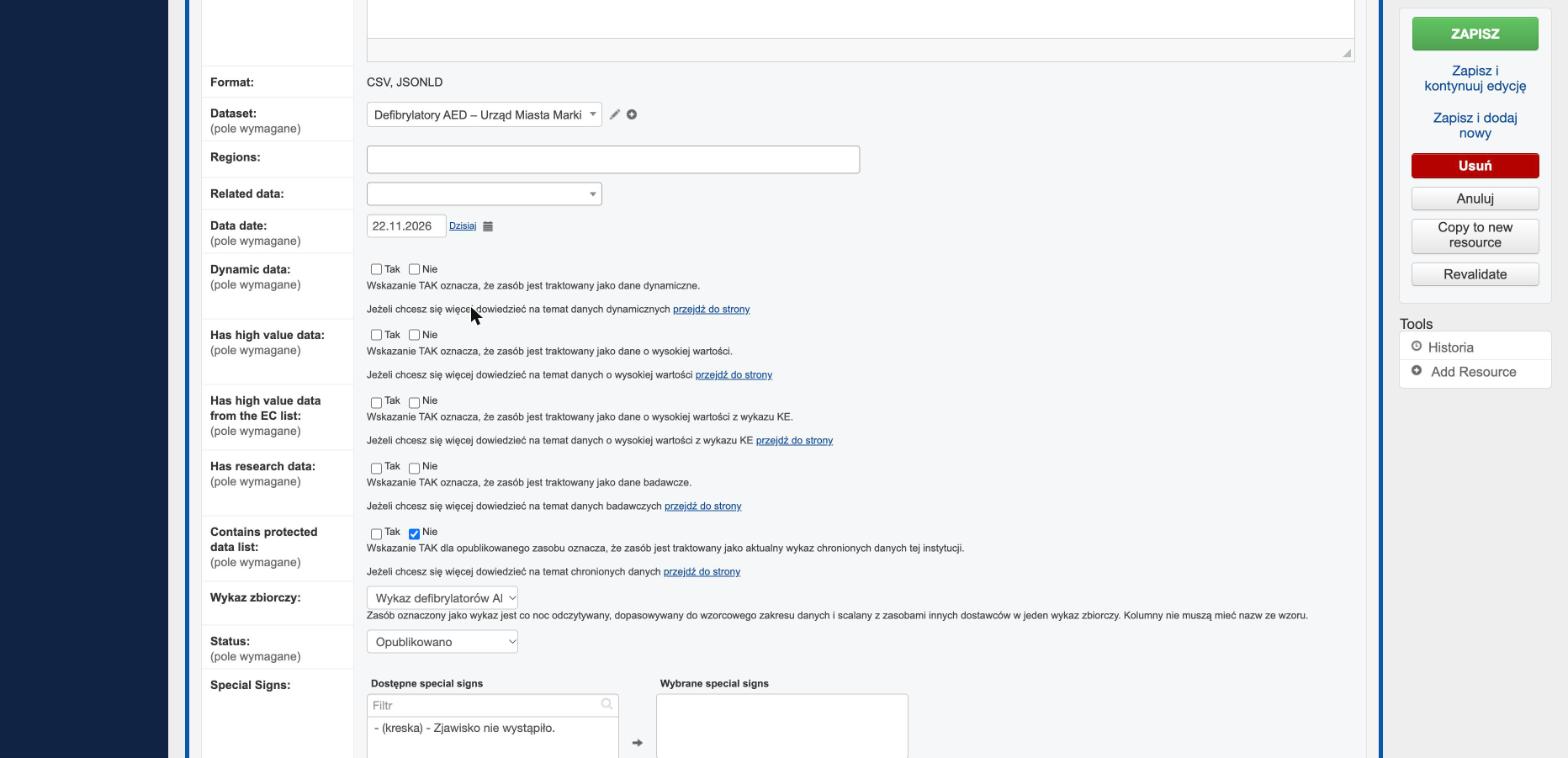 Format:
CSV, JSONLD
Dataset:
(pole wymagane)
Defibrylatory AED – Urząd Miasta Marki
Regions:
Related data:
Data date:
(pole wymagane)
22.11.2026 Dzisiaj
Dynamic data:
(pole wymagane)
Tak Nie
Wskazanie TAK oznacza, że zasób jest traktowany jako dane dynamiczne.
Jeżeli chcesz się więcej dowiedzieć na temat danych dynamicznych przejdź do strony
Has high value data:
(pole wymagane)
Tak Nie
Wskazanie TAK oznacza, że zasób jest traktowany jako dane o wysokiej wartości.
Jeżeli chcesz się więcej dowiedzieć na temat danych o wysokiej wartości przejdź do strony
Has high value data
from the EC list:
(pole wymagane)
Tak Nie
Wskazanie TAK oznacza, że zasób jest traktowany jako dane o wysokiej wartości z wykazu KE.
Jeżeli chcesz się więcej dowiedzieć na temat danych o wysokiej wartości z wykazu KE przejdź do strony
Has research data:
(pole wymagane)
Tak Nie
Wskazanie TAK oznacza, że zasób jest traktowany jako dane badawcze.
Jeżeli chcesz się więcej dowiedzieć na temat danych badawczych przejdź do strony
Contains protected
data list:
(pole wymagane)
Tak Nie
Wskazanie TAK dla opublikowanego zasobu oznacza, że zasób jest traktowany jako aktualny wykaz chronionych danych tej instytucji.
Jeżeli chcesz się więcej dowiedzieć na temat chronionych danych przejdź do strony
Wykaz zbiorczy:
Wykaz defibrylatorów AI
Zasób oznaczony jako wykaz jest co noc odczytywany, dopasowywany do wzorcowego zakresu danych i scalany z zasobami innych dostawców w jeden wykaz zbiorczy. Kolumny nie muszą mieć nazw ze wzoru.
Status:
(pole wymagane)
Opublikowano
Special Signs:
Dostępne special signs
Filtr
- (kreska) - Zjawisko nie wystąpiło.
Wybrane special signs
ZAPISZ
Zapisz i
kontynuuj edycję
Zapisz i dodaj
nowy
Usuń
Anuluj
Copy to new
resource
Revalidate
Tools
Historia
Add Resource